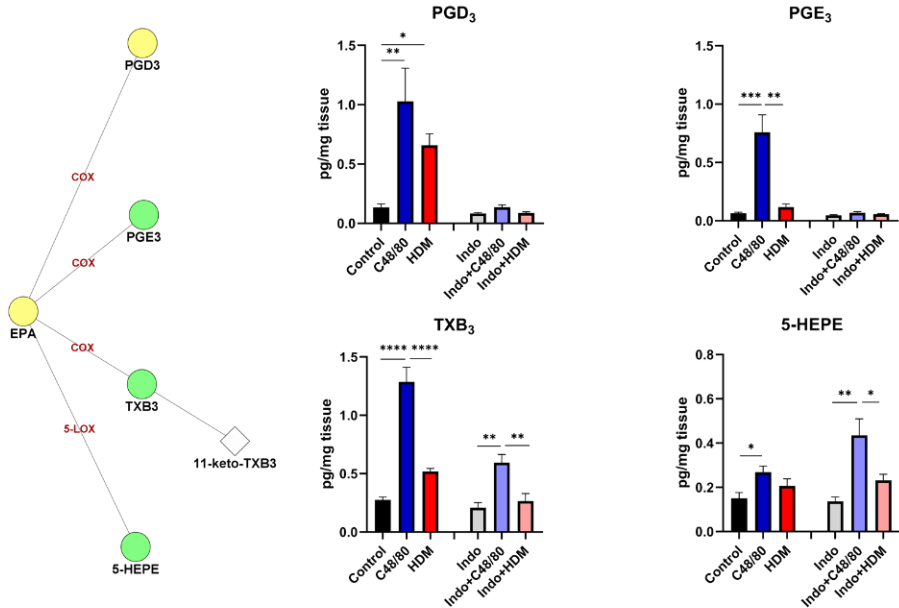 PGD3
COX
PGE3
COX
EPA
COX
TXB3
5-LOX
11-keto-TXB3
5-HEPE
PGD₃
pg/mg tissue
1.5
1.0
0.5
0.0
*
**
Control
C48/80
HDM
Indo
Indo+C48/80
Indo+HDM
PGE₃
pg/mg tissue
1.5
1.0
0.5
0.0
*** **
Control
C48/80
HDM
Indo
Indo+C48/80
Indo+HDM
TXB₃
pg/mg tissue
1.5
1.0
0.5
0.0
**** ****
** **
Control
C48/80
HDM
Indo
Indo+C48/80
Indo+HDM
5-HEPE
pg/mg tissue
0.8
0.6
0.4
0.2
0.0
*
** *
Control
C48/80
HDM
Indo
Indo+C48/80
Indo+HDM